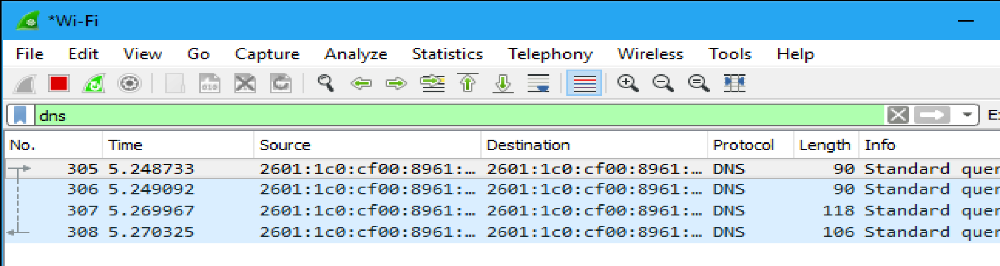 *Wi-Fi
File Edit View Go Capture Analyze Statistics Telephony Wireless Tools Help
dns
No. Time Source Destination Protocol Length Info
305 5.248733 2601:1c0:cf00:8961:… 2601:1c0:cf00:8961:… DNS 90 Standard quer
306 5.249092 2601:1c0:cf00:8961:… 2601:1c0:cf00:8961:… DNS 90 Standard quer
307 5.269967 2601:1c0:cf00:8961:… 2601:1c0:cf00:8961:… DNS 118 Standard quer
308 5.270325 2601:1c0:cf00:8961:… 2601:1c0:cf00:8961:… DNS 106 Standard quer